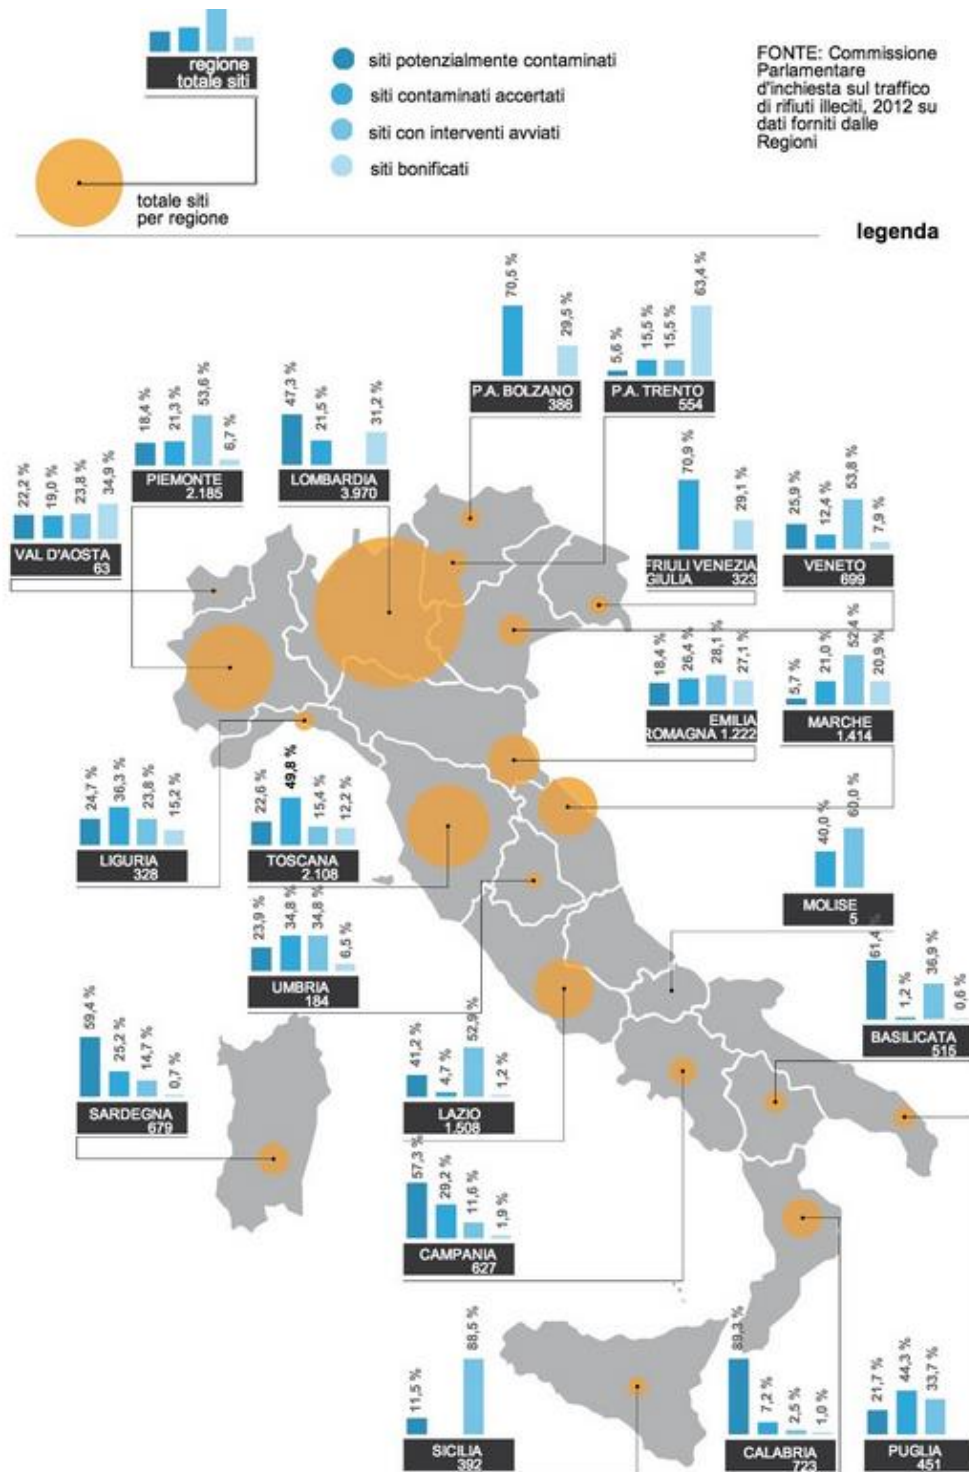 regione
totale siti
totale siti
per regione
siti potenzialmente contaminati
siti contaminati accertati
siti con interventi avviati
siti bonificati
FONTE: Commissione
Parlamentare
d'inchiesta sul traffico
di rifiuti illeciti, 2012 su
dati forniti dalle
Regioni
legenda
70,5 % 29,5 %
P.A. BOLZANO
386
5,6 % 15,5 % 15,5 % 63,4 %
P.A. TRENTO
554
18,4 % 21,3 % 53,6 % 6,7 %
PIEMONTE
2.185
47,3 % 21,5 % 31,2 %
LOMBARDIA
3.970
22,2 % 19,0 % 23,8 % 34,9 %
VAL D'AOSTA
63
70,9 % 29,1 %
FRIULI VENEZIA
GIULIA 323
25,9 % 12,4 % 53,8 % 7,9 %
VENETO
699
18,4 % 26,4 % 28,1 % 27,1 %
EMILIA
ROMAGNA 1.222
5,7 % 21,0 % 52,4 % 20,9 %
MARCHE
1.414
24,7 % 36,3 % 23,8 % 15,2 %
LIGURIA
328
22,6 % 49,8 % 15,4 % 12,2 %
TOSCANA
2.108
40,0 % 60,0 %
MOLISE
5
23,9 % 34,8 % 34,8 % 6,5 %
UMBRIA
184
61,4 % 1,2 % 36,9 % 0,6 %
BASILICATA
515
59,4 % 25,2 % 14,7 % 0,7 %
SARDEGNA
679
41,2 % 4,7 % 52,9 % 1,2 %
LAZIO
1.508
57,3 % 29,2 % 11,6 % 1,9 %
CAMPANIA
627
11,5 % 88,5 %
SICILIA
392
89,3 % 7,2 % 2,5 % 1,0 %
CALABRIA
723
21,7 % 44,3 % 33,7 %
PUGLIA
451